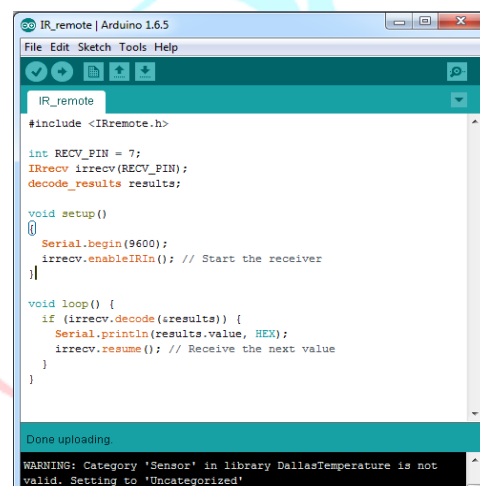 IR_remote | Arduino 1.6.5
File Edit Sketch Tools Help
IR_remote
#include <IRremote.h>

int RECV_PIN = 7;
IRrecv irrecv(RECV_PIN);
decode_results results;

void setup()
{
  Serial.begin(9600);
  irrecv.enableIRIn(); // Start the receiver
}

void loop() {
  if (irrecv.decode(&results)) {
    Serial.println(results.value, HEX);
    irrecv.resume(); // Receive the next value
  }
}
Done uploading.
WARNING: Category 'Sensor' in library DallasTemperature is not
valid. Setting to 'Uncategorized'